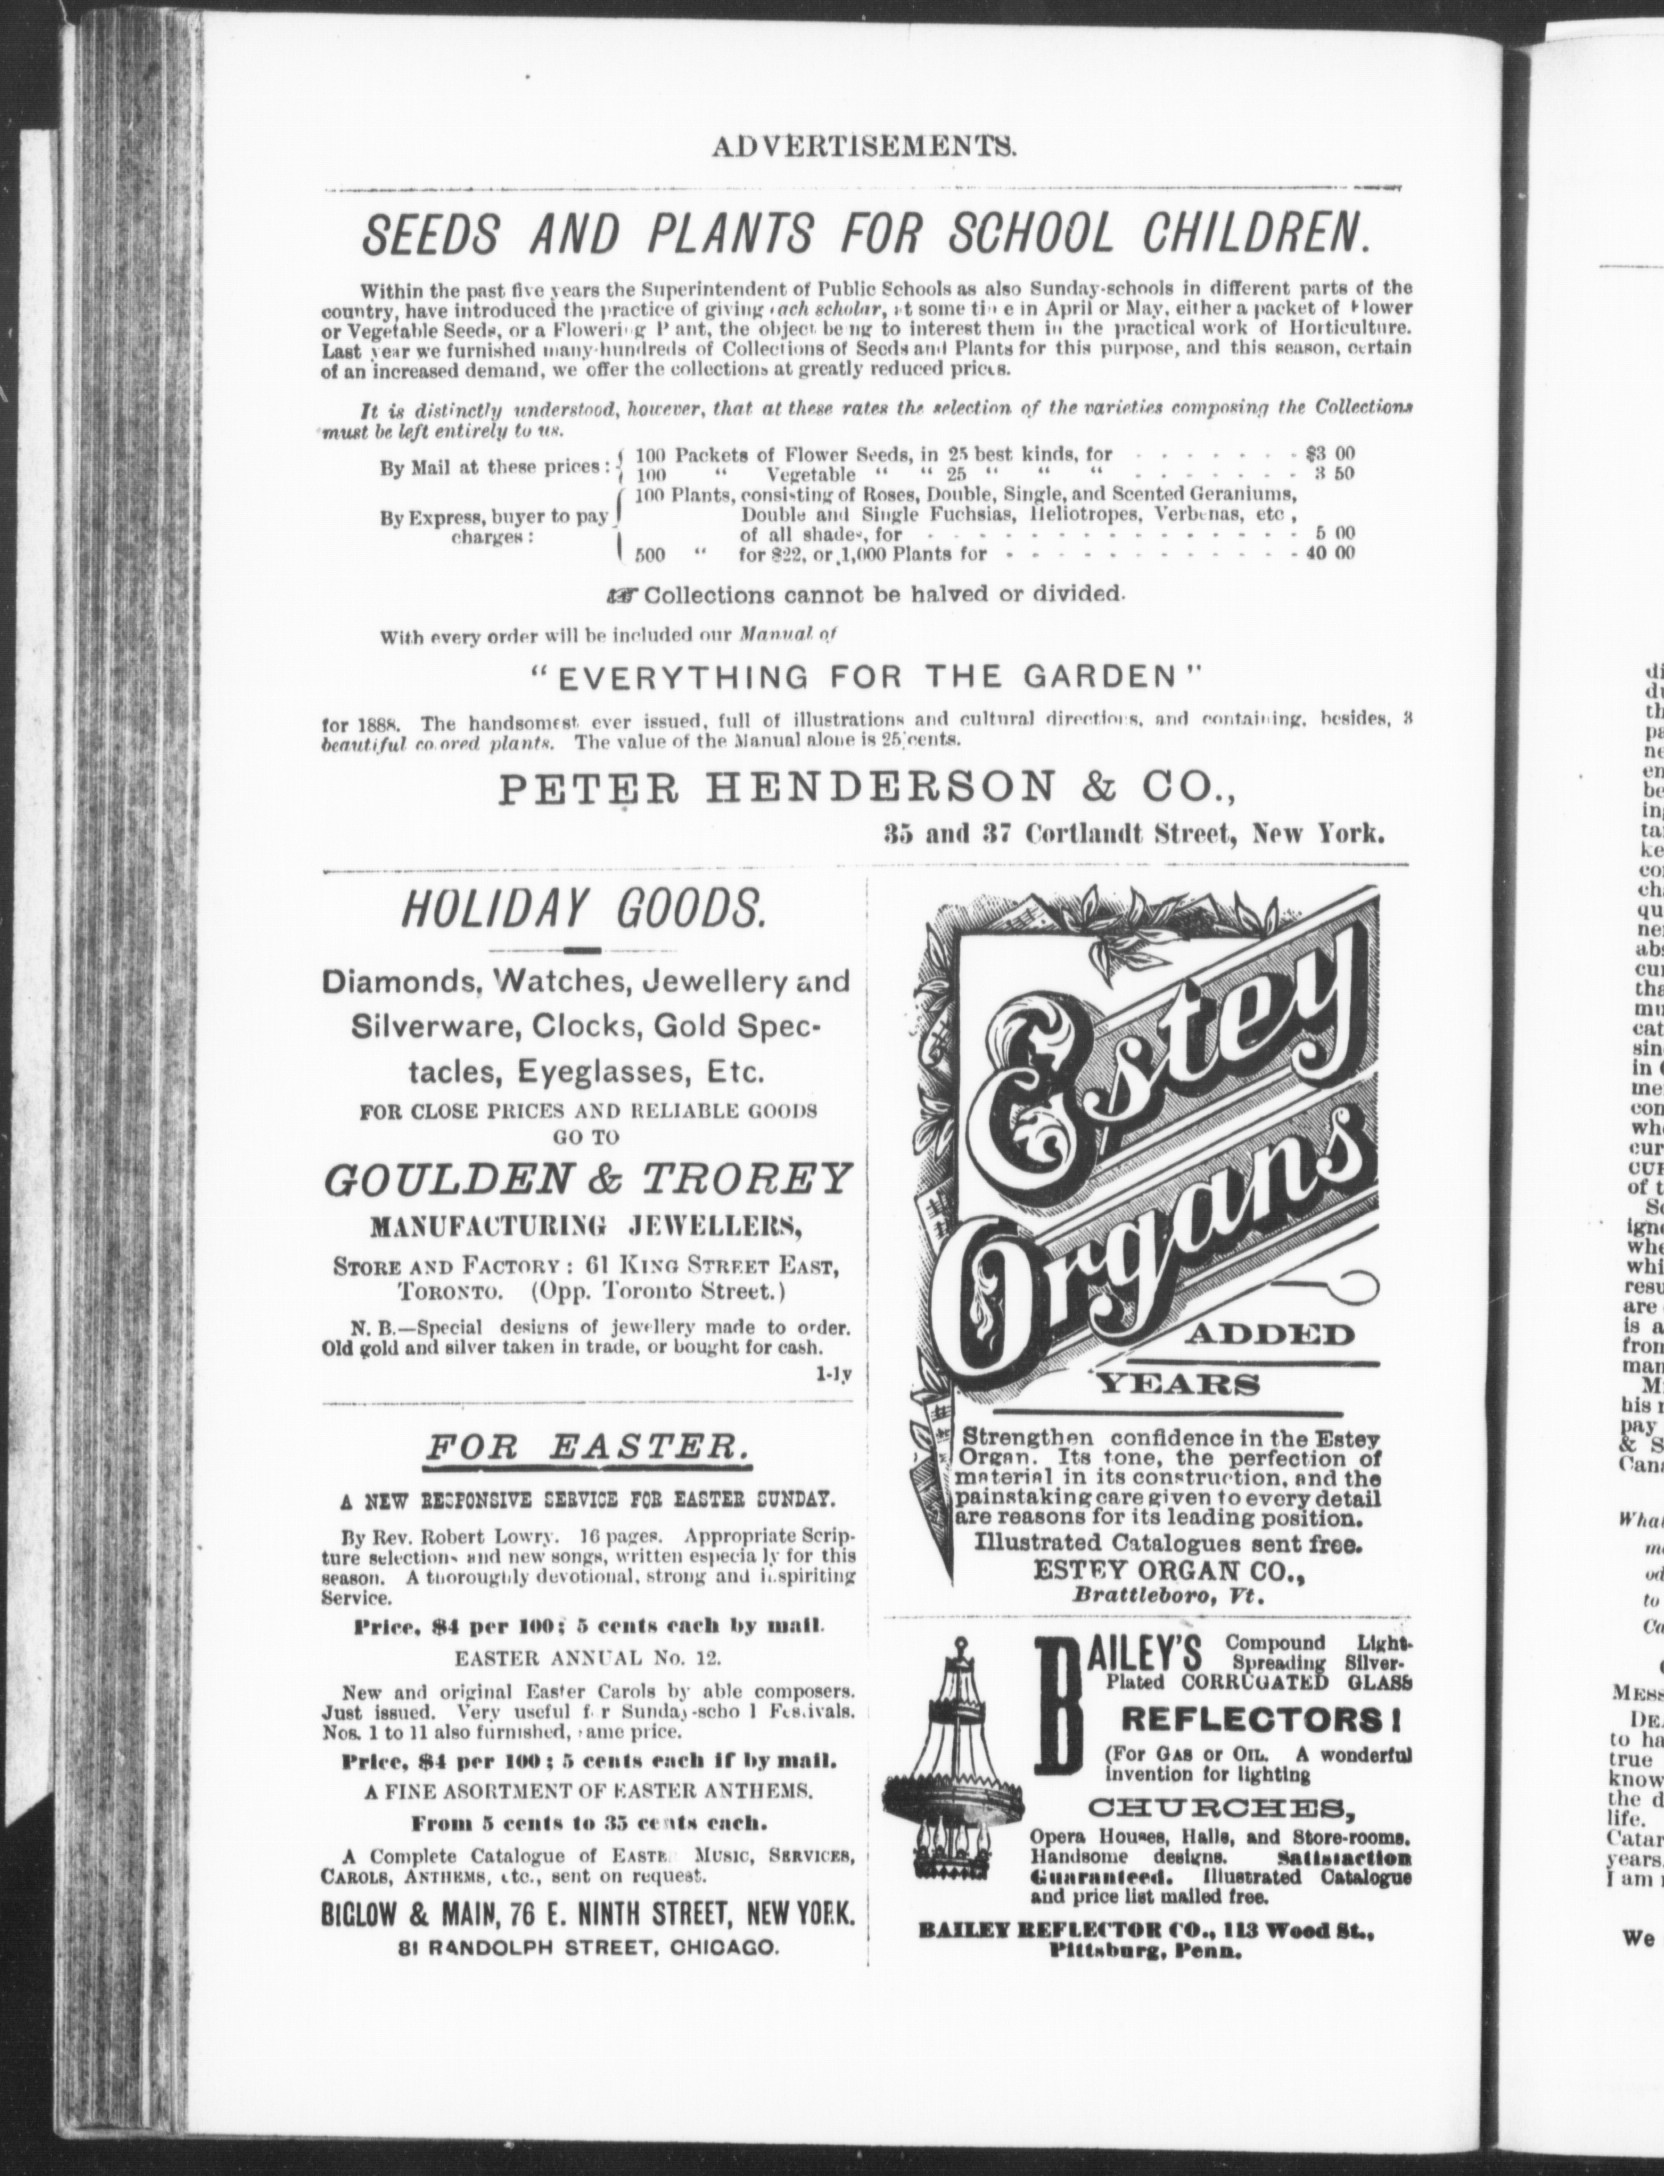 ADVERTISEMENTS.
SEEDS AND PLANTS FOR SCHOOL CHILDREN.
Within the past five years the Superintendent of Public Schools as also Sunday-schools in different parts of the
country, have introduced the practice of giving each scholar, at some time in April or May, either a packet of Flower
or Vegetable Seeds, or a Flowering Plant, the object being to interest them in the practical work of Horticulture.
Last year we furnished many hundreds of Collections of Seeds and Plants for this purpose, and this season, certain
of an increased demand, we offer the collections at greatly reduced prices.
It is distinctly understood, however, that at these rates the selection of the varieties composing the Collections
must be left entirely to us.
By Mail at these prices: { 100 Packets of Flower Seeds, in 25 best kinds, for - - - - - - - $3 00
100 " Vegetable " " 25 " " " - - - - - - - 3 50
By Express, buyer to pay charges: { 100 Plants, consisting of Roses, Double, Single, and Scented Geraniums,
Double and Single Fuchsias, Heliotropes, Verbenas, etc,
of all shades, for - - - - - - - - - - - - - - - 5 00
500 " for $22, or 1,000 Plants for - - - - - - - - - - - - 40 00
☞ Collections cannot be halved or divided.
With every order will be included our Manual of
"EVERYTHING FOR THE GARDEN"
for 1888. The handsomest ever issued, full of illustrations and cultural directions, and containing, besides, 3
beautiful colored plants. The value of the Manual alone is 25 cents.
PETER HENDERSON & CO.,
35 and 37 Cortlandt Street, New York.
HOLIDAY GOODS.
Diamonds, Watches, Jewellery and
Silverware, Clocks, Gold Spec-
tacles, Eyeglasses, Etc.
FOR CLOSE PRICES AND RELIABLE GOODS
GO TO
GOULDEN & TROREY
MANUFACTURING JEWELLERS,
STORE AND FACTORY: 61 KING STREET EAST,
TORONTO. (Opp. Toronto Street.)
N. B.—Special designs of jewellery made to order.
Old gold and silver taken in trade, or bought for cash.
1-ly
FOR EASTER.
A NEW RESPONSIVE SERVICE FOR EASTER SUNDAY.
By Rev. Robert Lowry. 16 pages. Appropriate Scrip-
ture selections and new songs, written especially for this
season. A thoroughly devotional, strong and inspiriting
Service.
Price, $4 per 100; 5 cents each by mail.
EASTER ANNUAL No. 12.
New and original Easter Carols by able composers.
Just issued. Very useful for Sunday-school Festivals.
Nos. 1 to 11 also furnished, same price.
Price, $4 per 100; 5 cents each if by mail.
A FINE ASORTMENT OF EASTER ANTHEMS.
From 5 cents to 35 cents each.
A Complete Catalogue of EASTER MUSIC, SERVICES,
CAROLS, ANTHEMS, etc., sent on request.
BIGLOW & MAIN, 76 E. NINTH STREET, NEW YORK.
81 RANDOLPH STREET, CHICAGO.
Estey
Organs
ADDED
YEARS
Strengthen confidence in the Estey
Organ. Its tone, the perfection of
material in its construction, and the
painstaking care given to every detail
are reasons for its leading position.
Illustrated Catalogues sent free.
ESTEY ORGAN CO.,
Brattleboro, Vt.
BAILEY'S Compound Light-
Spreading Silver-
Plated CORRUGATED GLASS
REFLECTORS!
(For GAS or OIL. A wonderful
invention for lighting
CHURCHES,
Opera Houses, Halls, and Store-rooms.
Handsome designs. Satisfaction
Guaranteed. Illustrated Catalogue
and price list mailed free.
BAILEY REFLECTOR CO., 113 Wood St.,
Pittsburg, Penn.